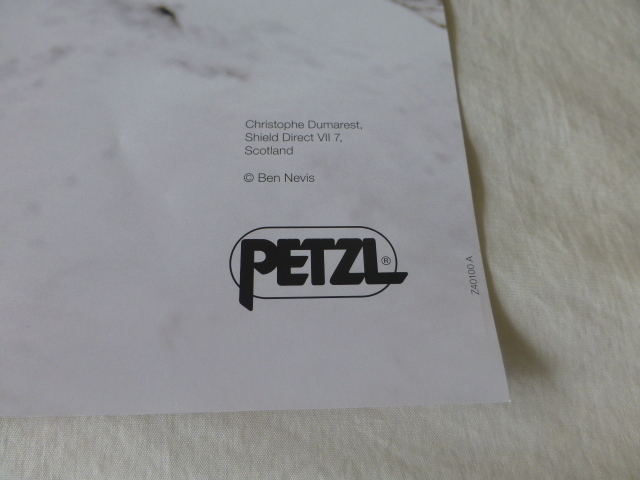 Christophe Dumarest,
Shield Direct VII 7,
Scotland
© Ben Nevis
PETZL®
Z40100 A